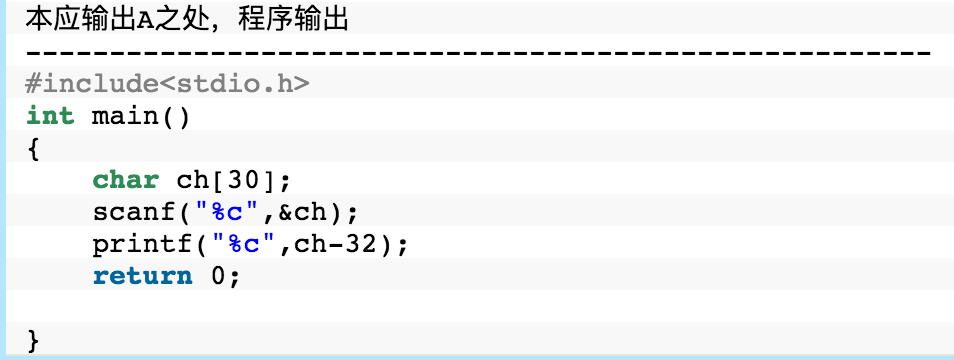 本应输出A之处，程序输出
------------------------------------------------------
#include<stdio.h>
int main()
{
    char ch[30];
    scanf("%c",&ch);
    printf("%c",ch-32);
    return 0;
}